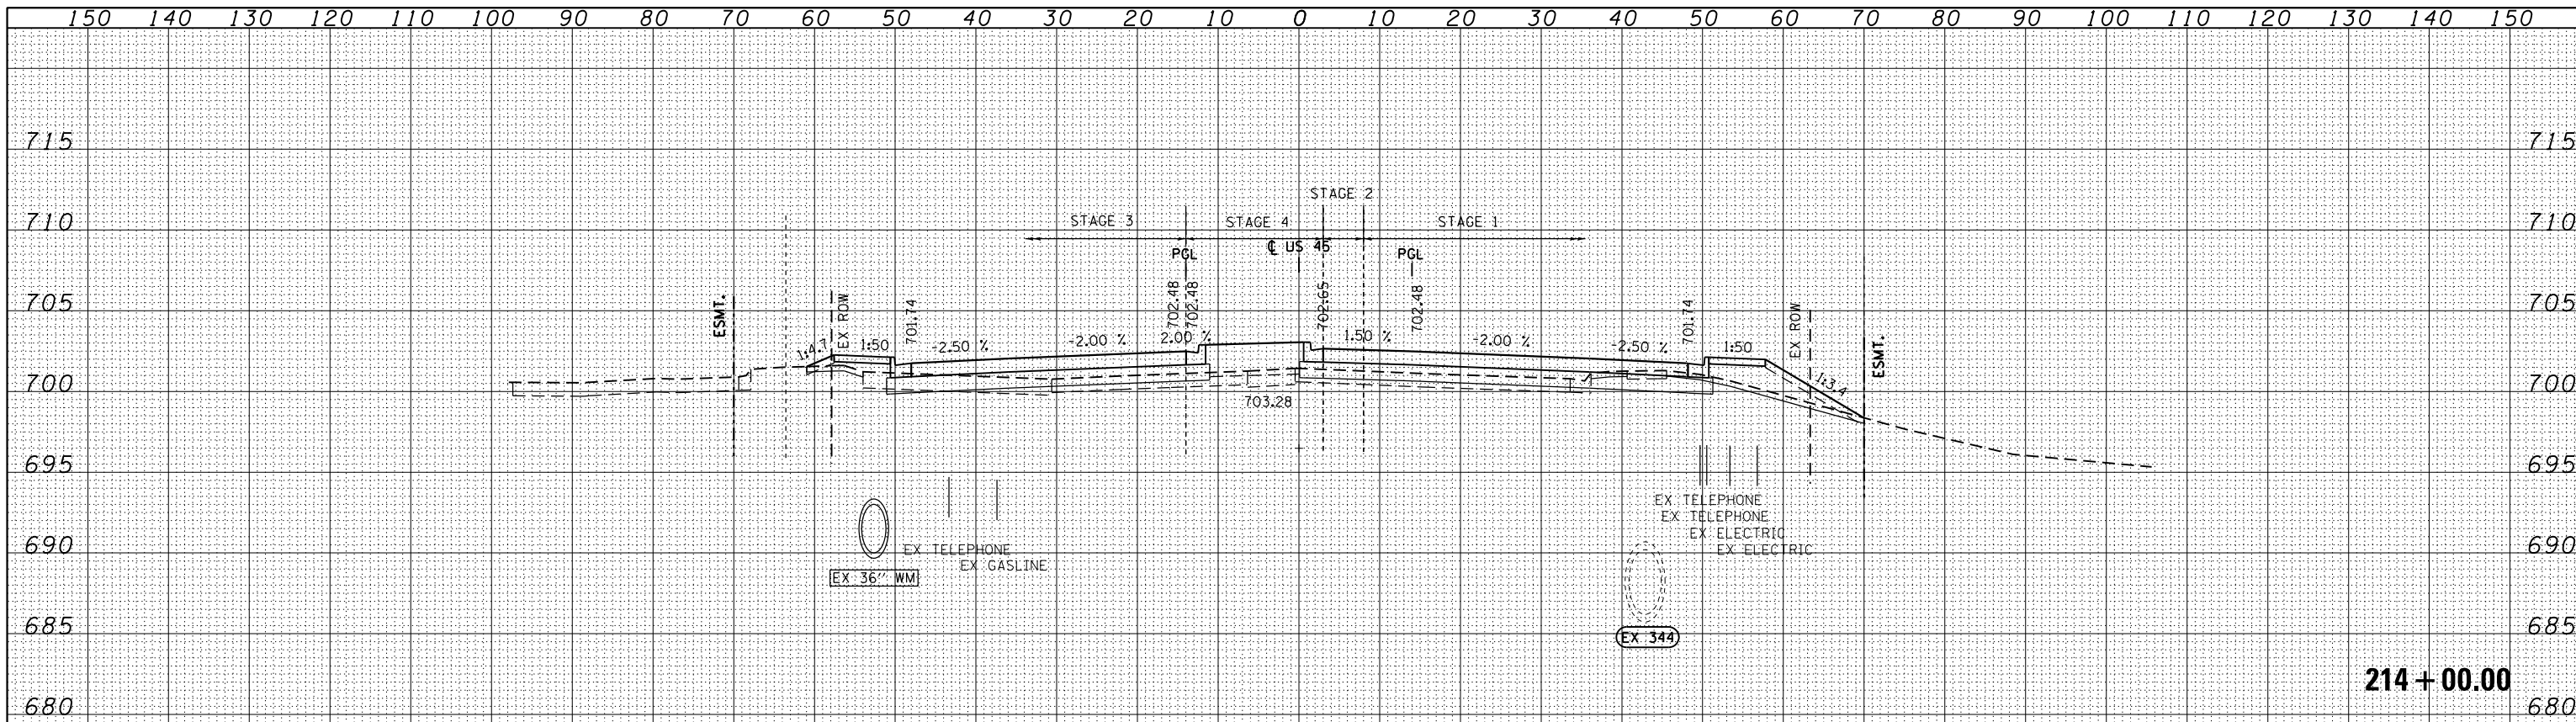 150 140 130 120 110 100 90 80 70 60 50 40 30 20 10 0 10 20 30 40 50 60 70 80 90 100 110 120 130 140 150
715 715
STAGE 2
710 STAGE 3 STAGE 4 STAGE 1 710
℄ US 45
PGL PGL
705 705
ESMT. EX ROW 701.74 702.48 702.48 702.65 702.48 701.74 EX ROW ESMT.
1:4.7 1:50 -2.50 % -2.00 % 2.00 % 1.50 % -2.00 % -2.50 % 1:50
700 1:3.4 700
703.28
695 695
EX TELEPHONE
EX TELEPHONE
EX ELECTRIC
690 EX TELEPHONE EX ELECTRIC 690
EX GASLINE
EX 36" WM
685 EX 344 685
214+00.00
680 680